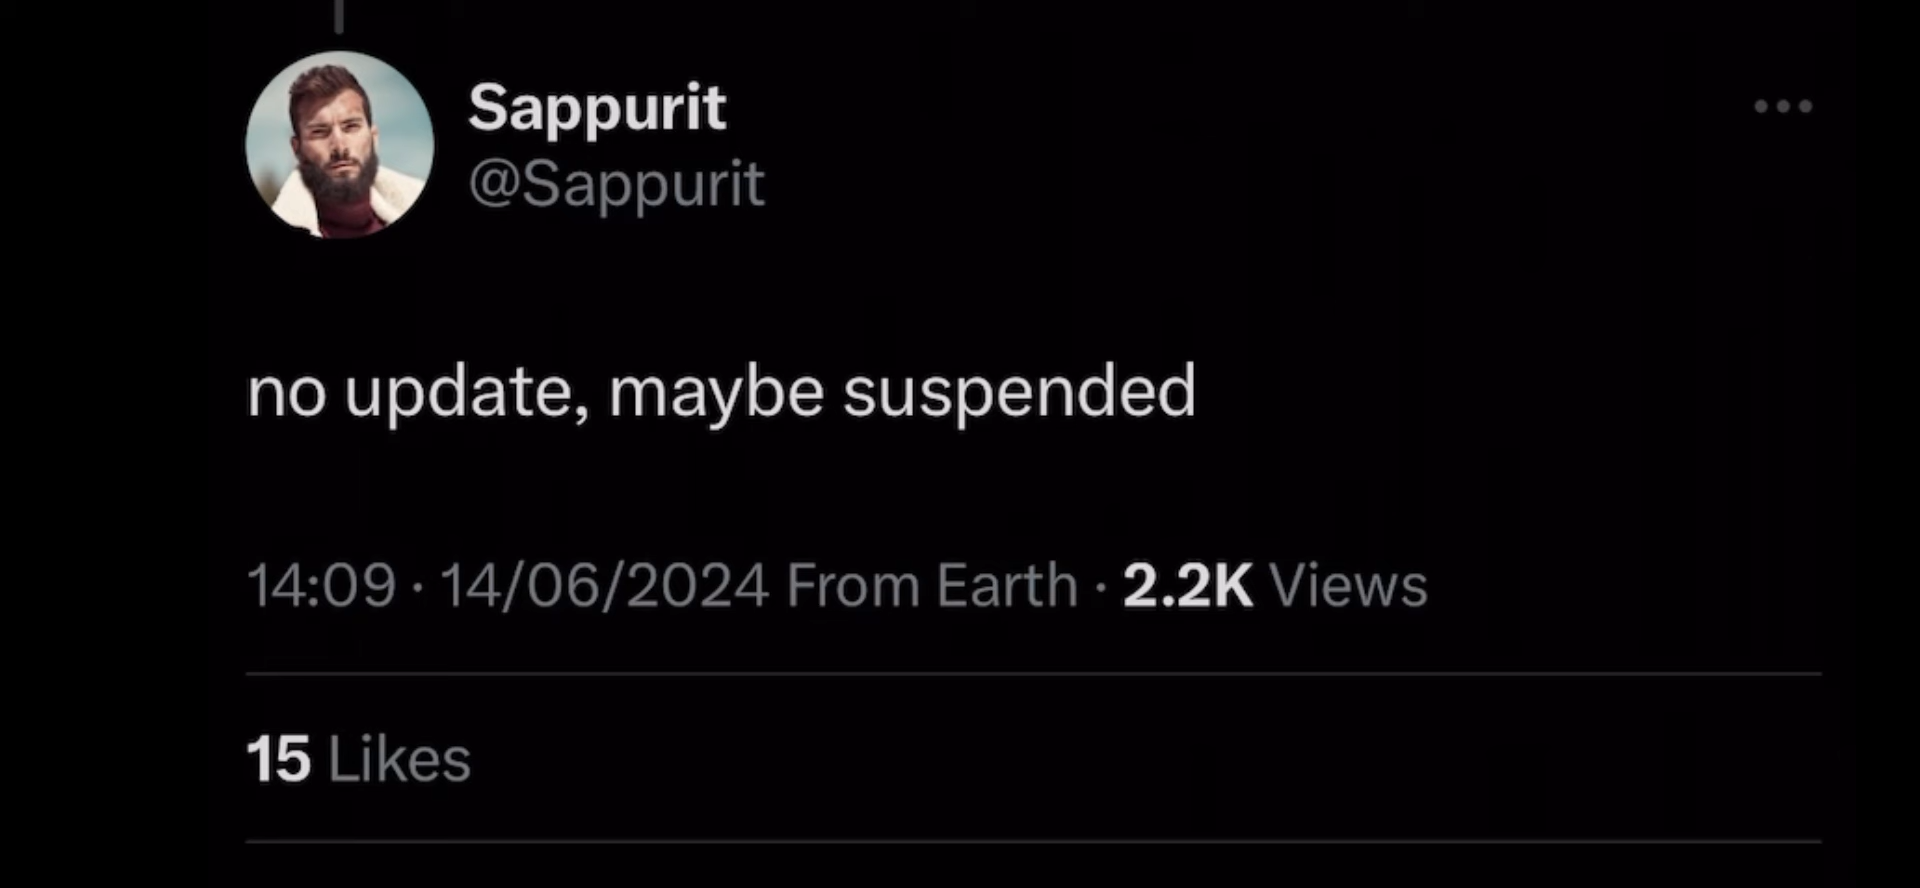 Sappurit
@Sappurit
no update, maybe suspended
14:09 · 14/06/2024 From Earth · 2.2K Views
15 Likes